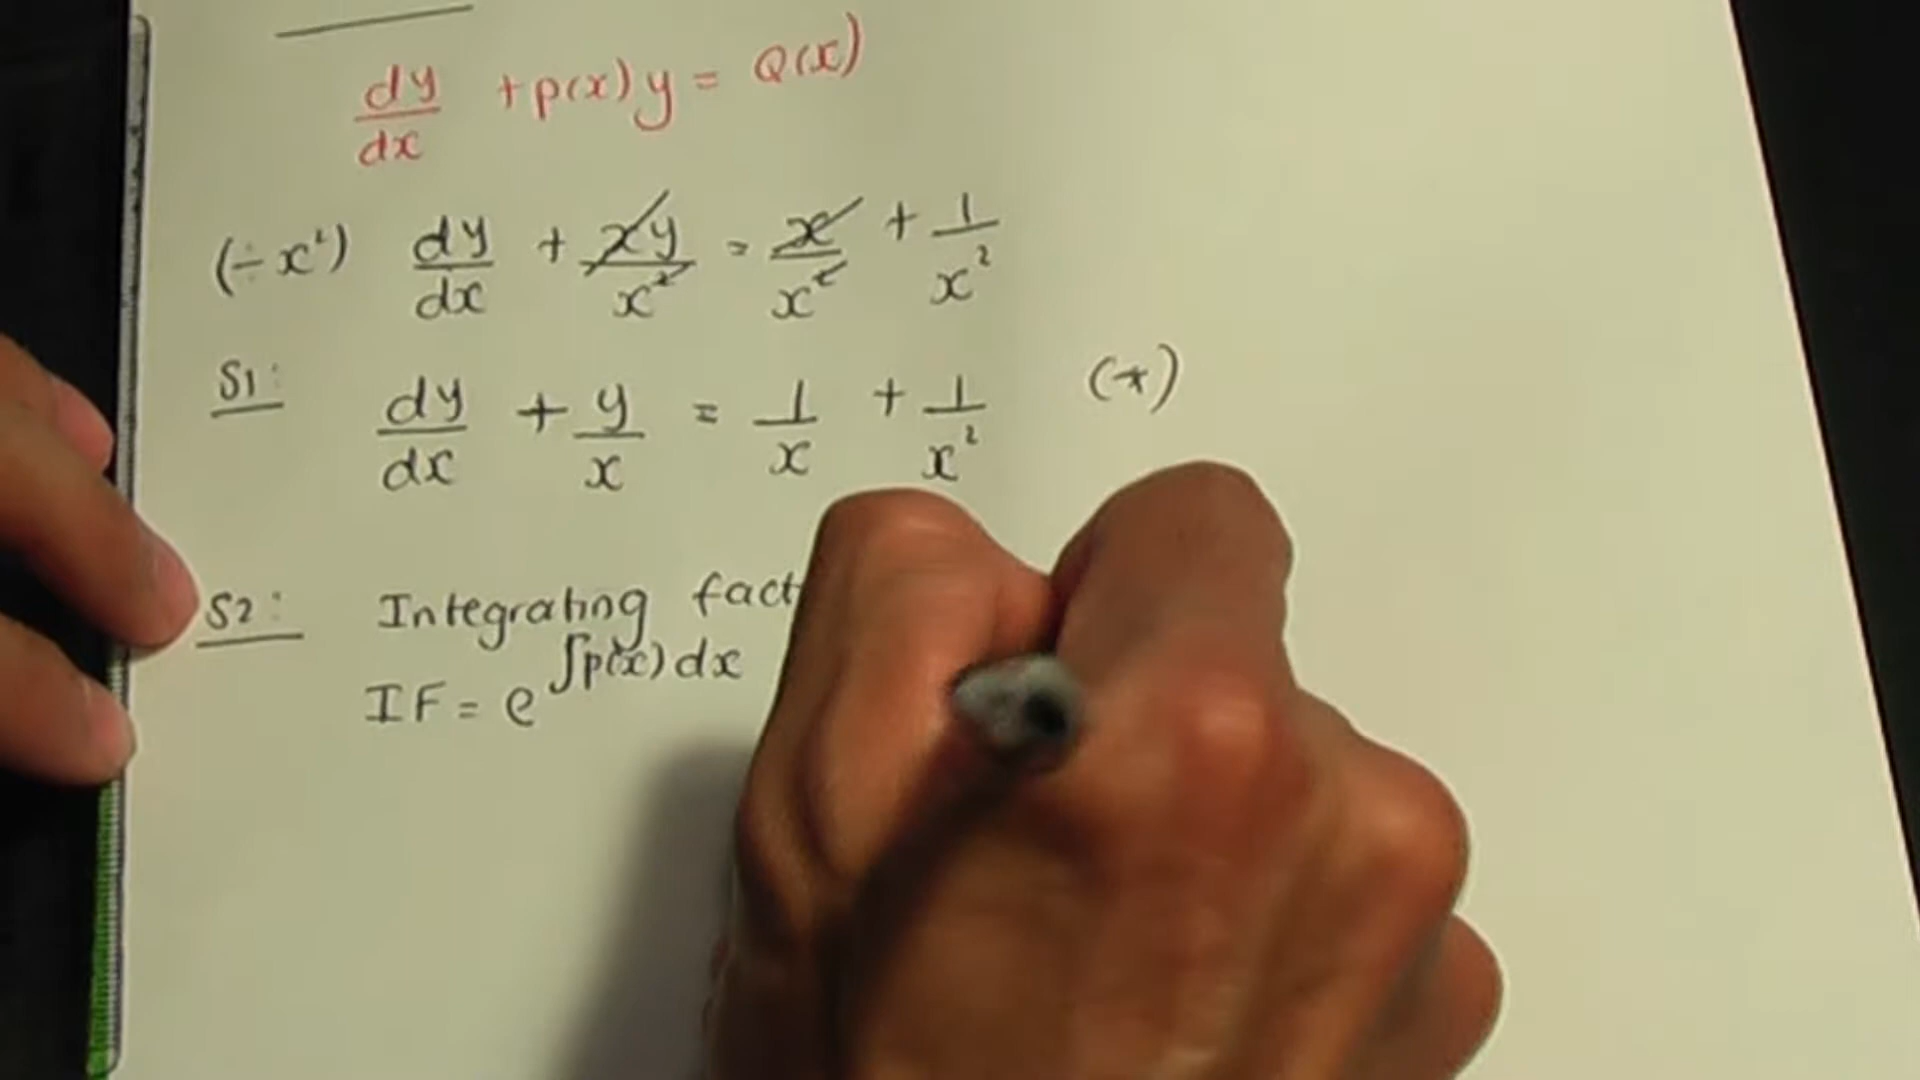 dy/dx + p(x)y = Q(x)
(÷x²) dy/dx + xy/x² = x/x² + 1/x²
S1: dy/dx + y/x = 1/x + 1/x² (*)
S2: Integrating fact
IF = e^∫p(x)dx